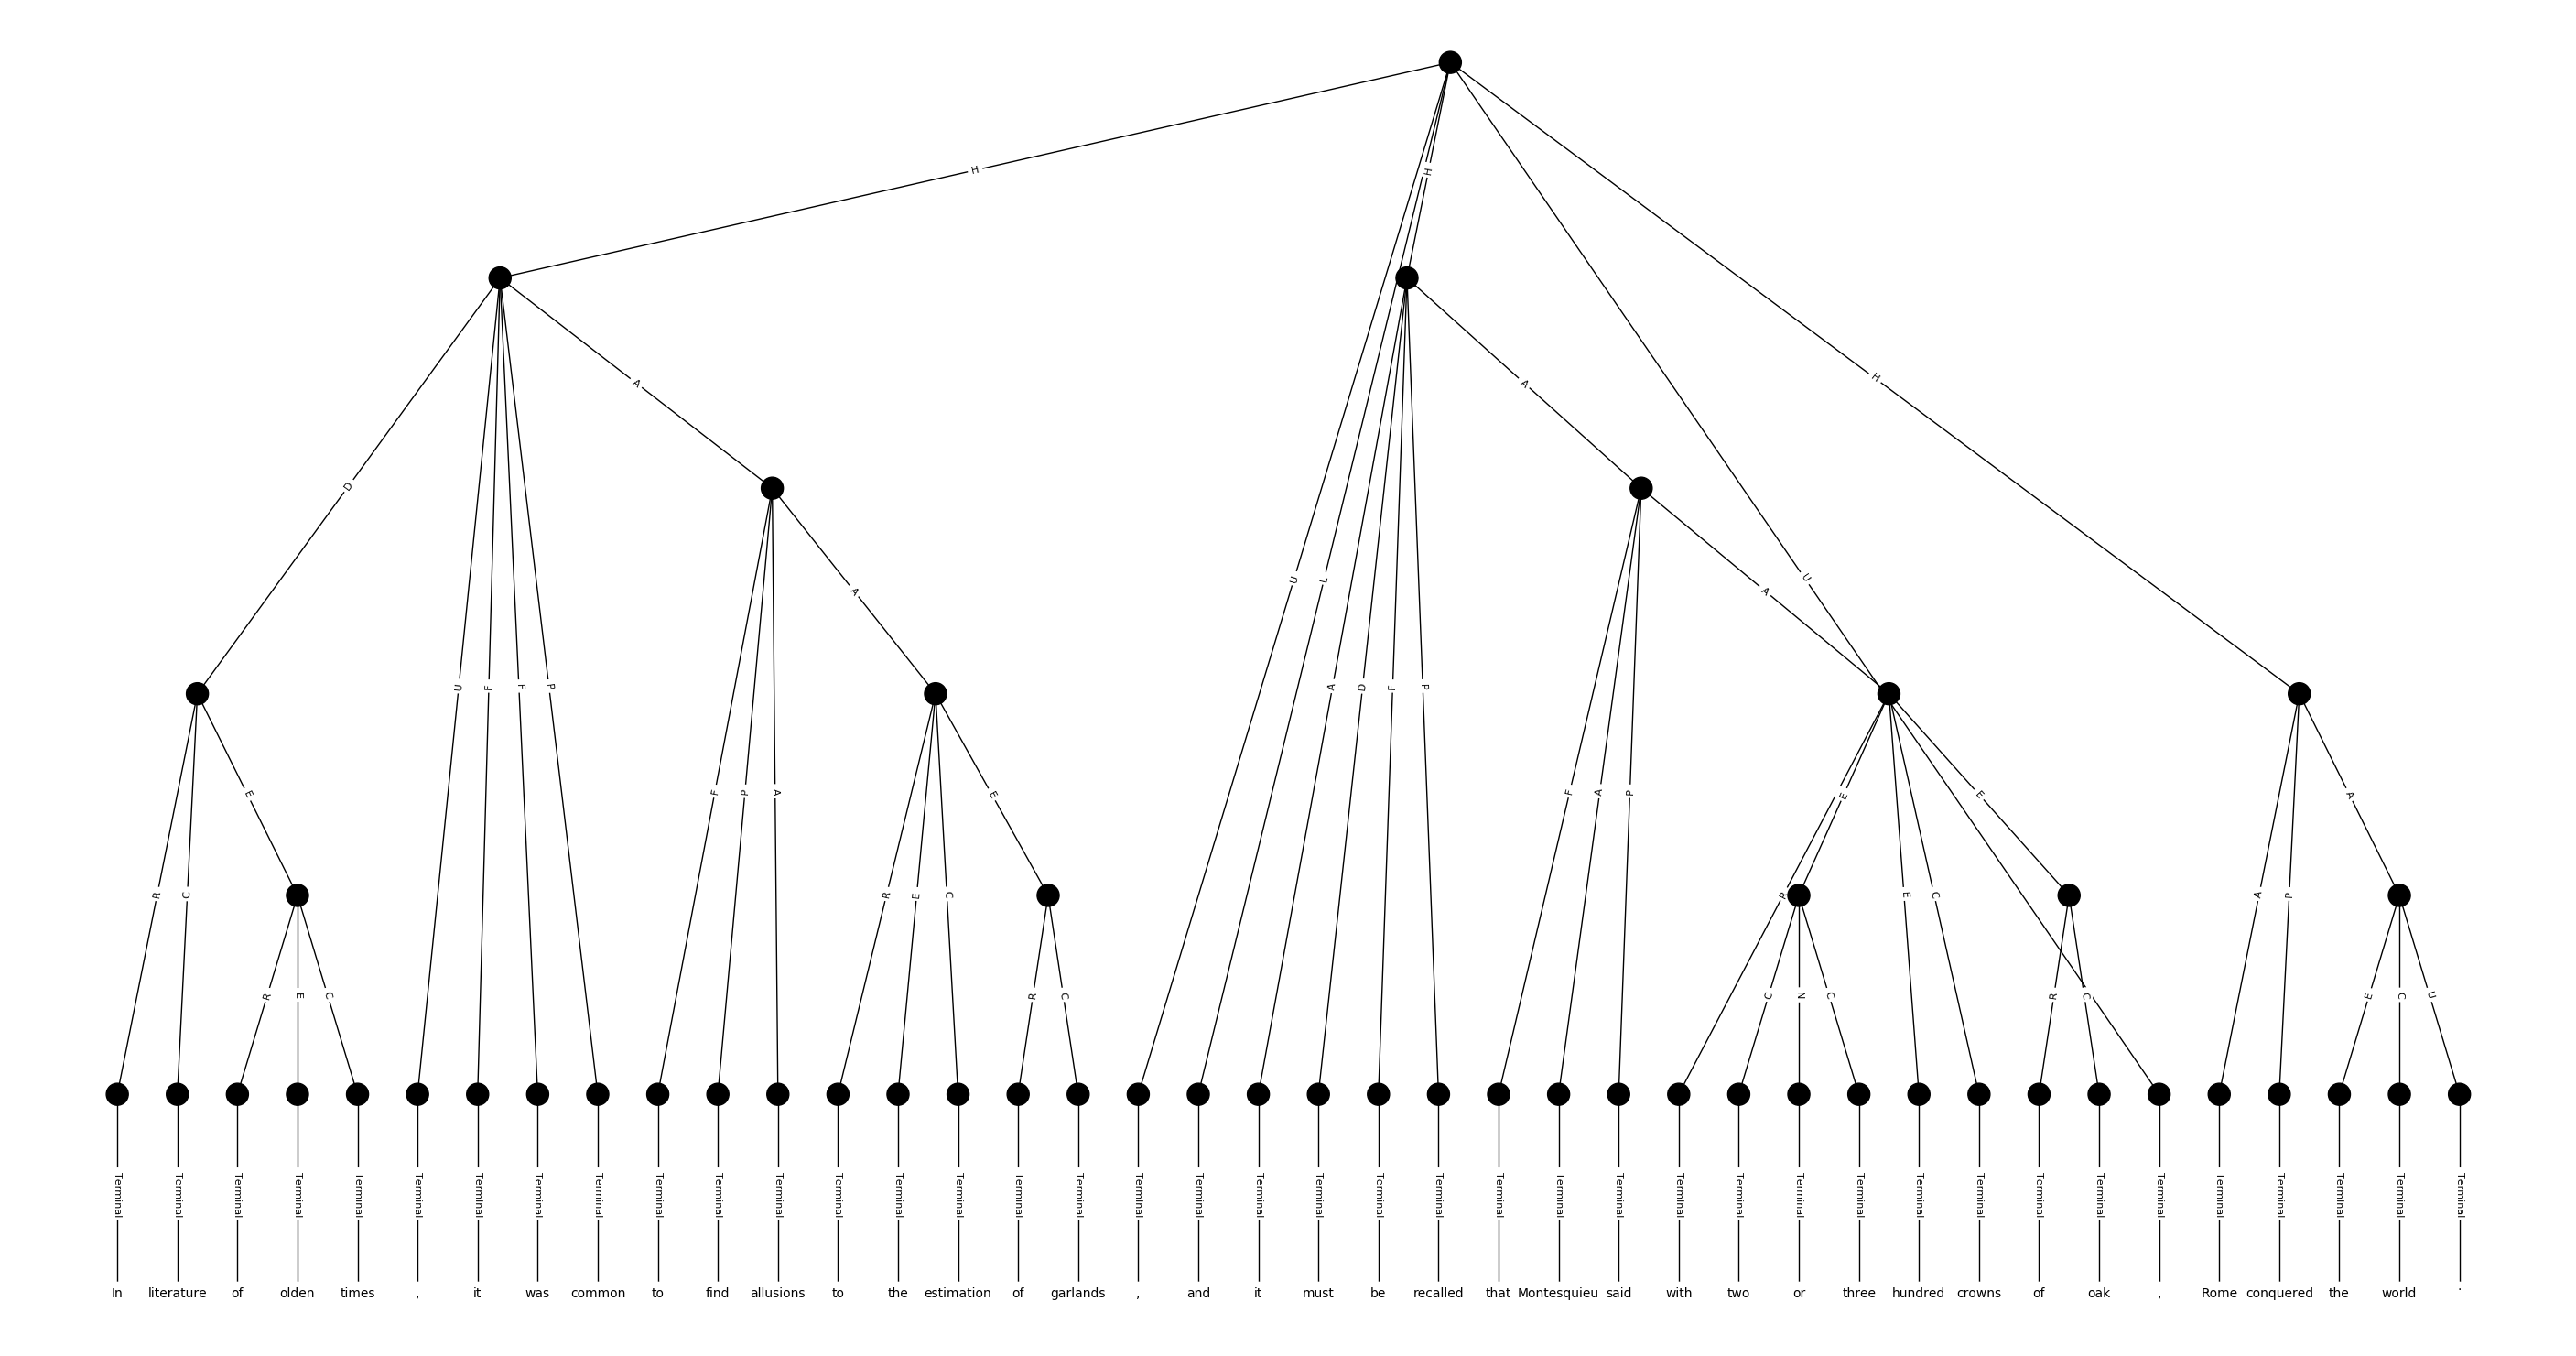 H
H
H
A
A
D
U
L
U
A
A
U
F
F
P
A
D
F
P
E
F
P
A
E
F
A
P
E
E
A
R
C
R
E
C
R
E
C
A
P
R
E
C
R
C
C
N
C
R
C
E
C
U
Terminal Terminal Terminal Terminal Terminal Terminal Terminal Terminal Terminal Terminal Terminal Terminal Terminal Terminal Terminal Terminal Terminal Terminal Terminal Terminal Terminal Terminal Terminal Terminal Terminal Terminal Terminal Terminal Terminal Terminal Terminal Terminal Terminal Terminal Terminal Terminal Terminal Terminal Terminal Terminal
In literature of olden times , it was common to find allusions to the estimation of garlands , and it must be recalled that Montesquieu said with two or three hundred crowns of oak , Rome conquered the world .